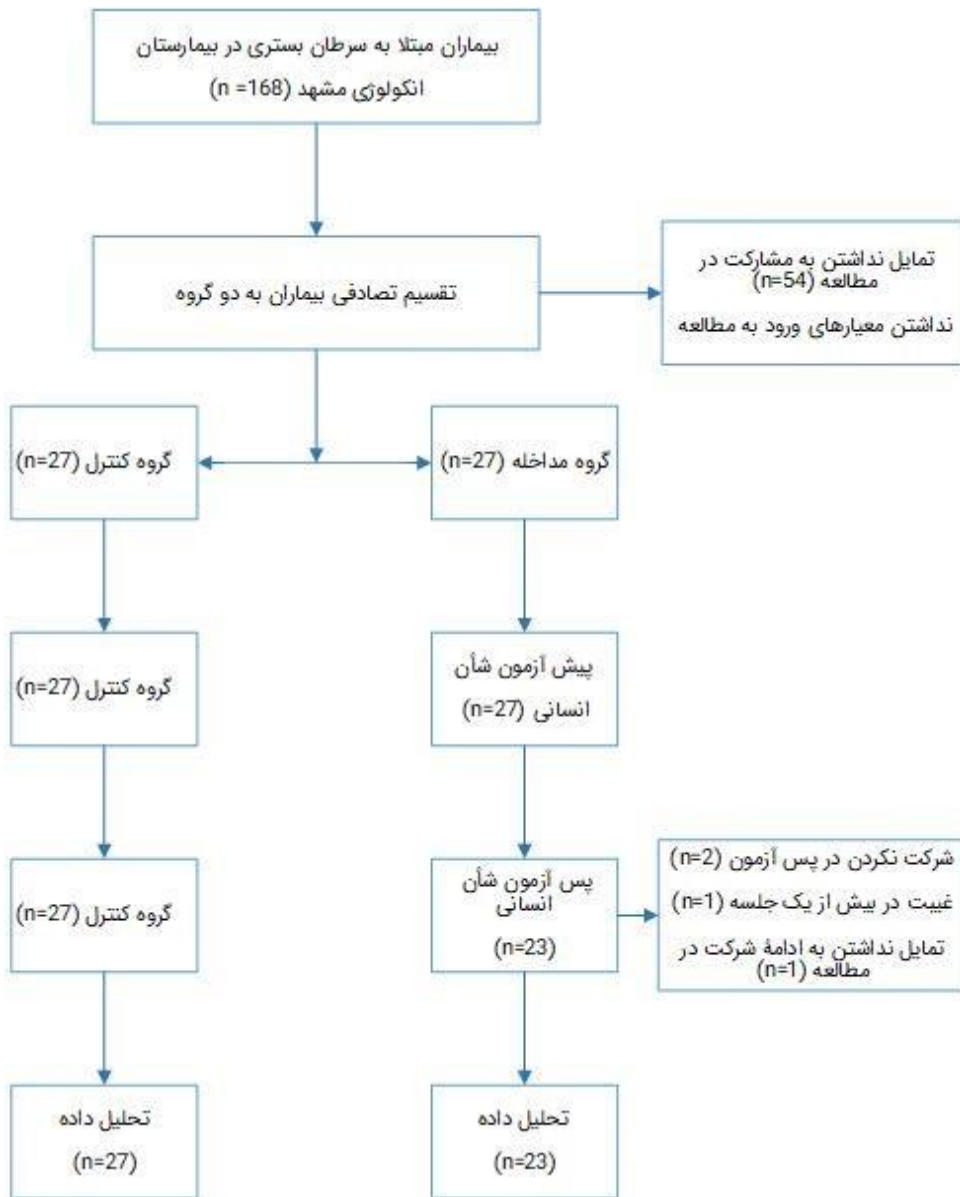 بیماران مبتلا به سرطان بستری در بیمارستان
انکولوژی مشهد (n =168)
تقسیم تصادفی بیماران به دو گروه
تمایل نداشتن به مشارکت در
مطالعه (n=54)
نداشتن معیارهای ورود به مطالعه
گروه مداخله (n=27)
گروه کنترل (n=27)
پیش آزمون شأن
انسانی (n=27)
گروه کنترل (n=27)
پس آزمون شأن
انسانی
(n=23)
گروه کنترل (n=27)
شرکت نکردن در پس آزمون (n=2)
غیبت در بیش از یک جلسه (n=1)
تمایل نداشتن به ادامۀ شرکت در
مطالعه (n=1)
تحلیل داده
(n=23)
تحلیل داده
(n=27)